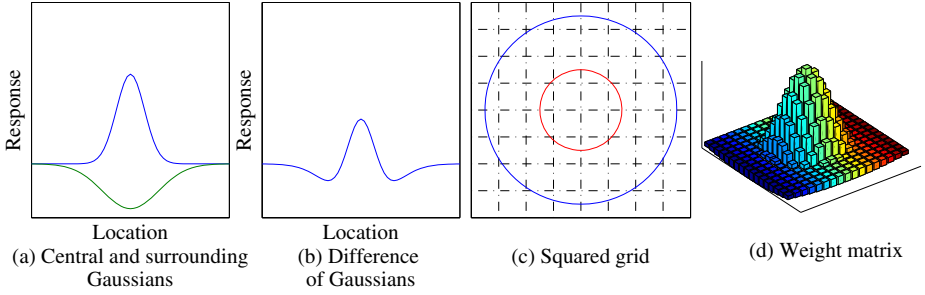 Response
Location
(a) Central and surrounding
Gaussians
Response
Location
(b) Difference
of Gaussians
(c) Squared grid
(d) Weight matrix